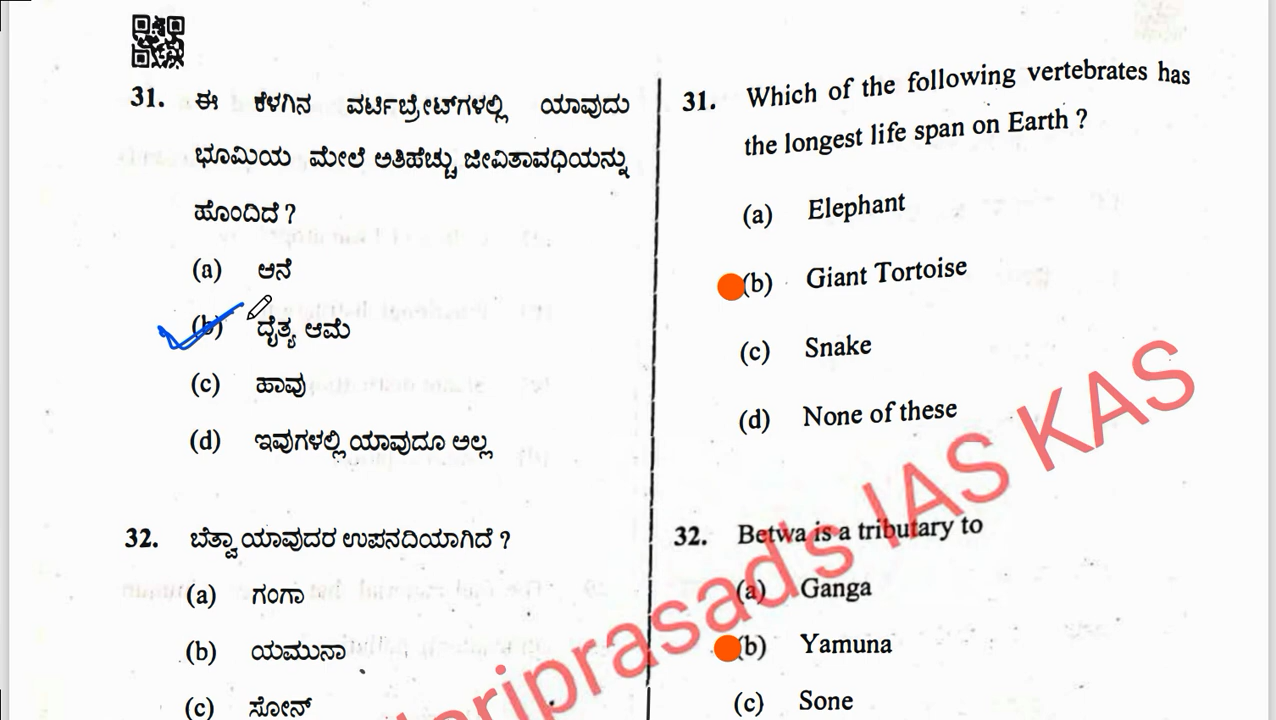 31. ಈ ಕೆಳಗಿನ ವರ್ಟಿಬ್ರೇಟ್‌ಗಳಲ್ಲಿ ಯಾವುದು
ಭೂಮಿಯ ಮೇಲೆ ಅತಿಹೆಚ್ಚು ಜೀವಿತಾವಧಿಯನ್ನು
ಹೊಂದಿದೆ ?
(a) ಆನೆ
(b) ದೈತ್ಯ ಆಮೆ
(c) ಹಾವು
(d) ಇವುಗಳಲ್ಲಿ ಯಾವುದೂ ಅಲ್ಲ
32. ಬೆತ್ವಾ ಯಾವುದರ ಉಪನದಿಯಾಗಿದೆ ?
(a) ಗಂಗಾ
(b) ಯಮುನಾ
(c) ಸೋನ್
31. Which of the following vertebrates has
the longest life span on Earth ?
(a) Elephant
(b) Giant Tortoise
(c) Snake
(d) None of these
32. Betwa is a tributary to
(a) Ganga
(b) Yamuna
(c) Sone
riprasad's IAS KAS